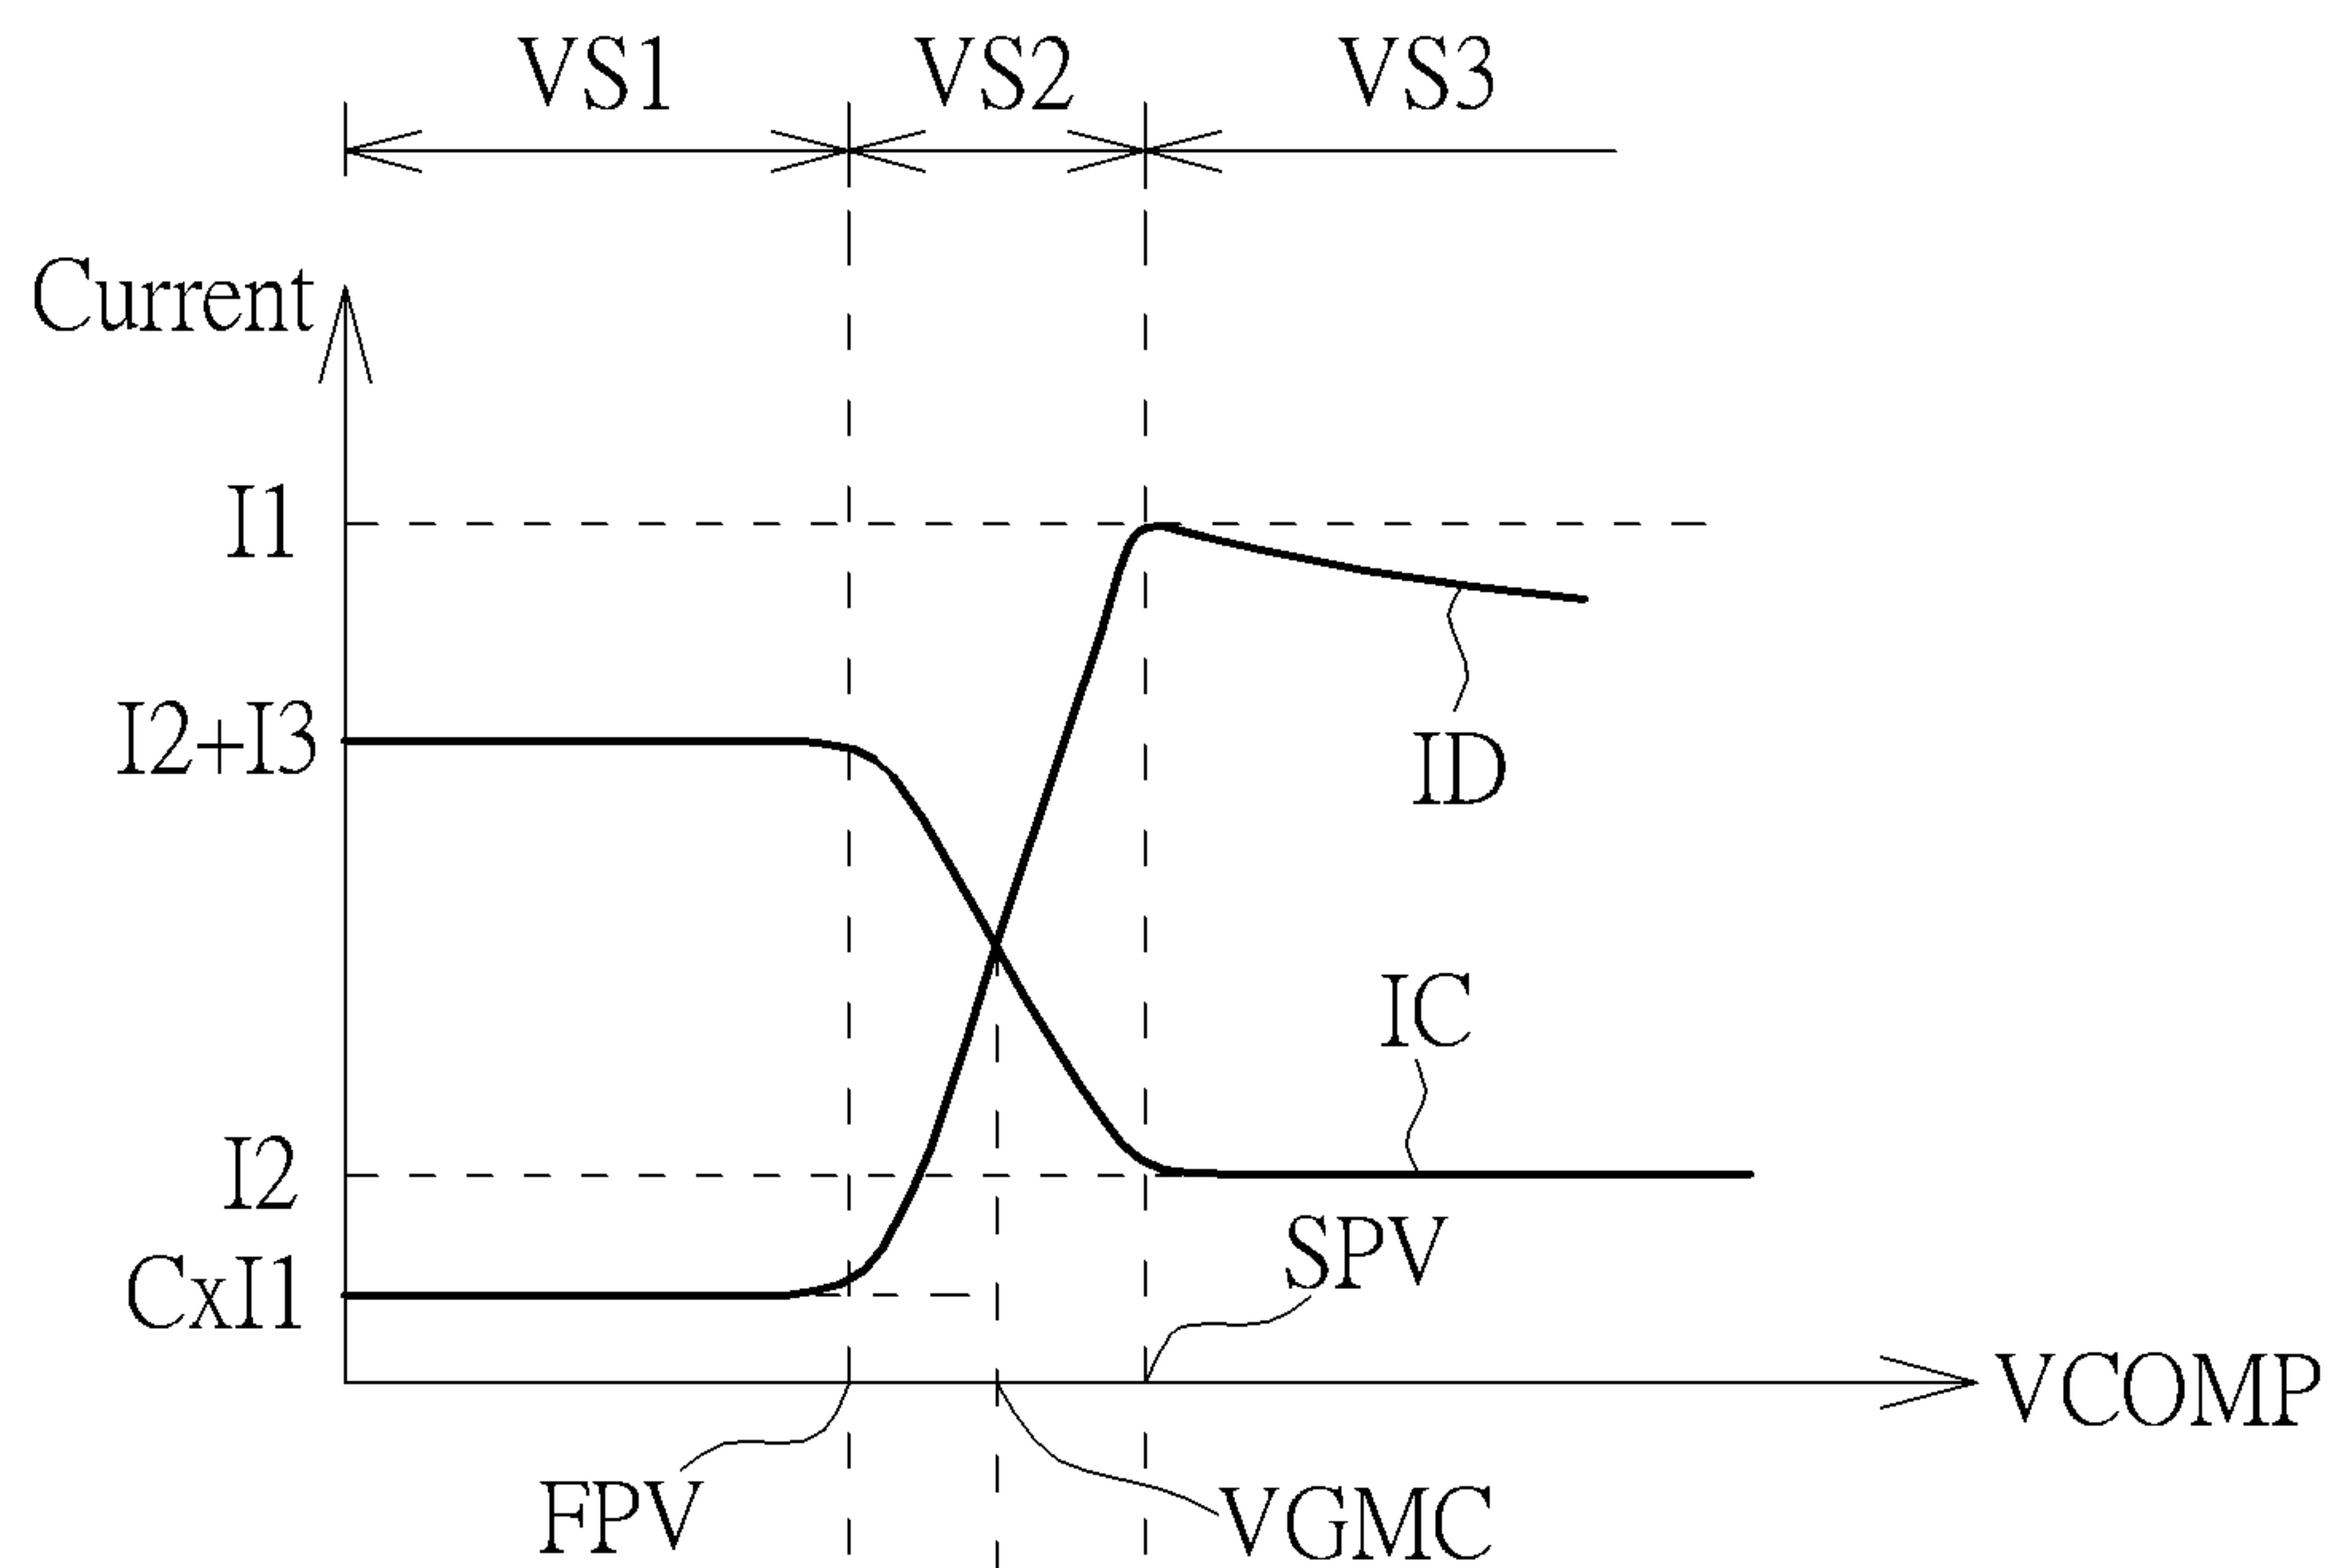 VS1 VS2 VS3
Current
I1
I2+I3
ID
IC
I2
SPV
CxI1
VCOMP
FPV
VGMC